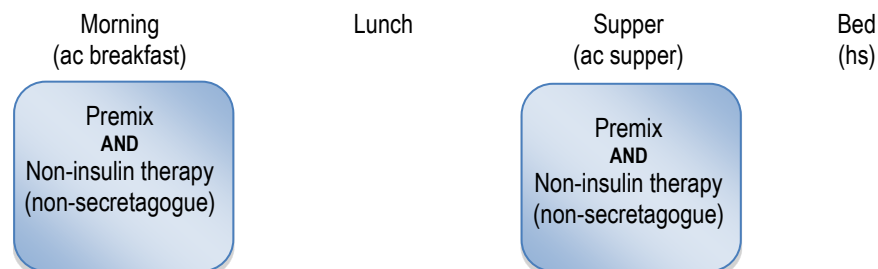 Morning
(ac breakfast)
Lunch
Supper
(ac supper)
Bed
(hs)
Premix
AND
Non-insulin therapy
(non-secretagogue)
Premix
AND
Non-insulin therapy
(non-secretagogue)